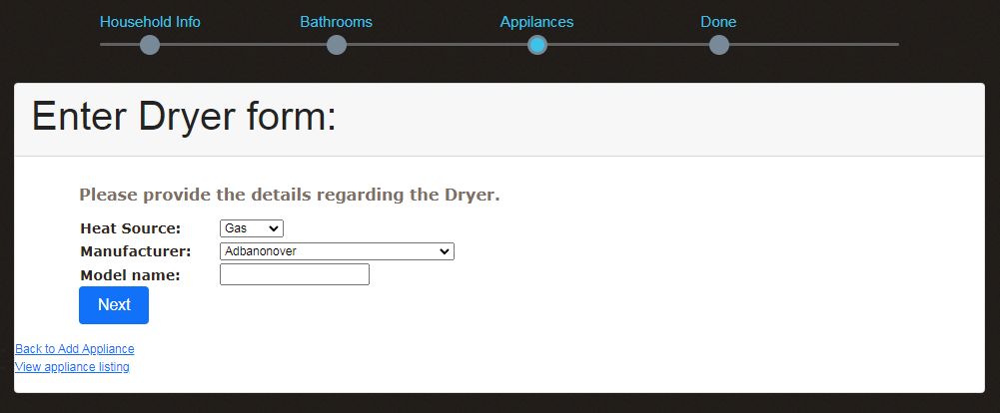 Household Info Bathrooms Appilances Done
Enter Dryer form:
Please provide the details regarding the Dryer.
Heat Source: Gas
Manufacturer: Adbanonover
Model name:
Next
Back to Add Appliance
View appliance listing